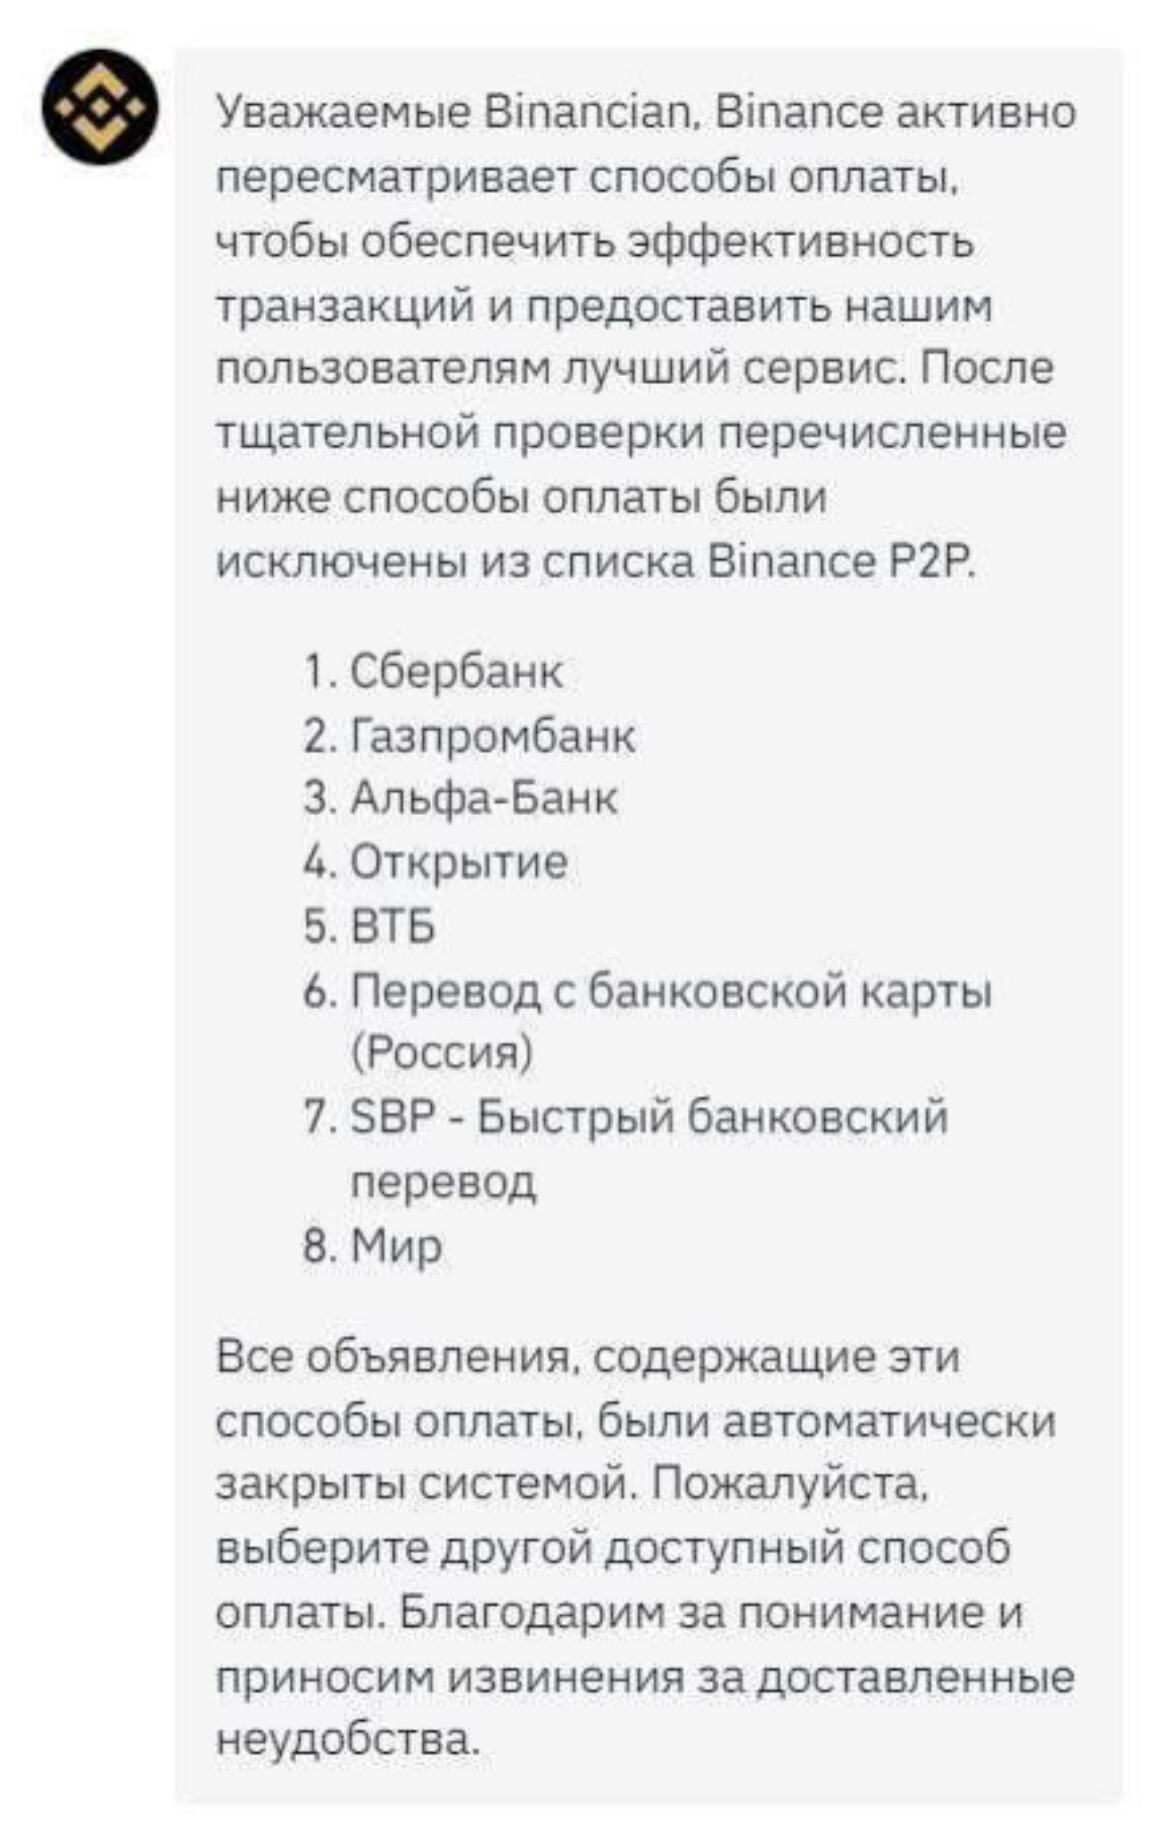 Уважаемые Binancian, Binance активно
пересматривает способы оплаты,
чтобы обеспечить эффективность
транзакций и предоставить нашим
пользователям лучший сервис. После
тщательной проверки перечисленные
ниже способы оплаты были
исключены из списка Binance P2P.
1. Сбербанк
2. Газпромбанк
3. Альфа-Банк
4. Открытие
5. ВТБ
6. Перевод с банковской карты
(Россия)
7. SBP - Быстрый банковский
перевод
8. Мир
Все объявления, содержащие эти
способы оплаты, были автоматически
закрыты системой. Пожалуйста,
выберите другой доступный способ
оплаты. Благодарим за понимание и
приносим извинения за доставленные
неудобства.